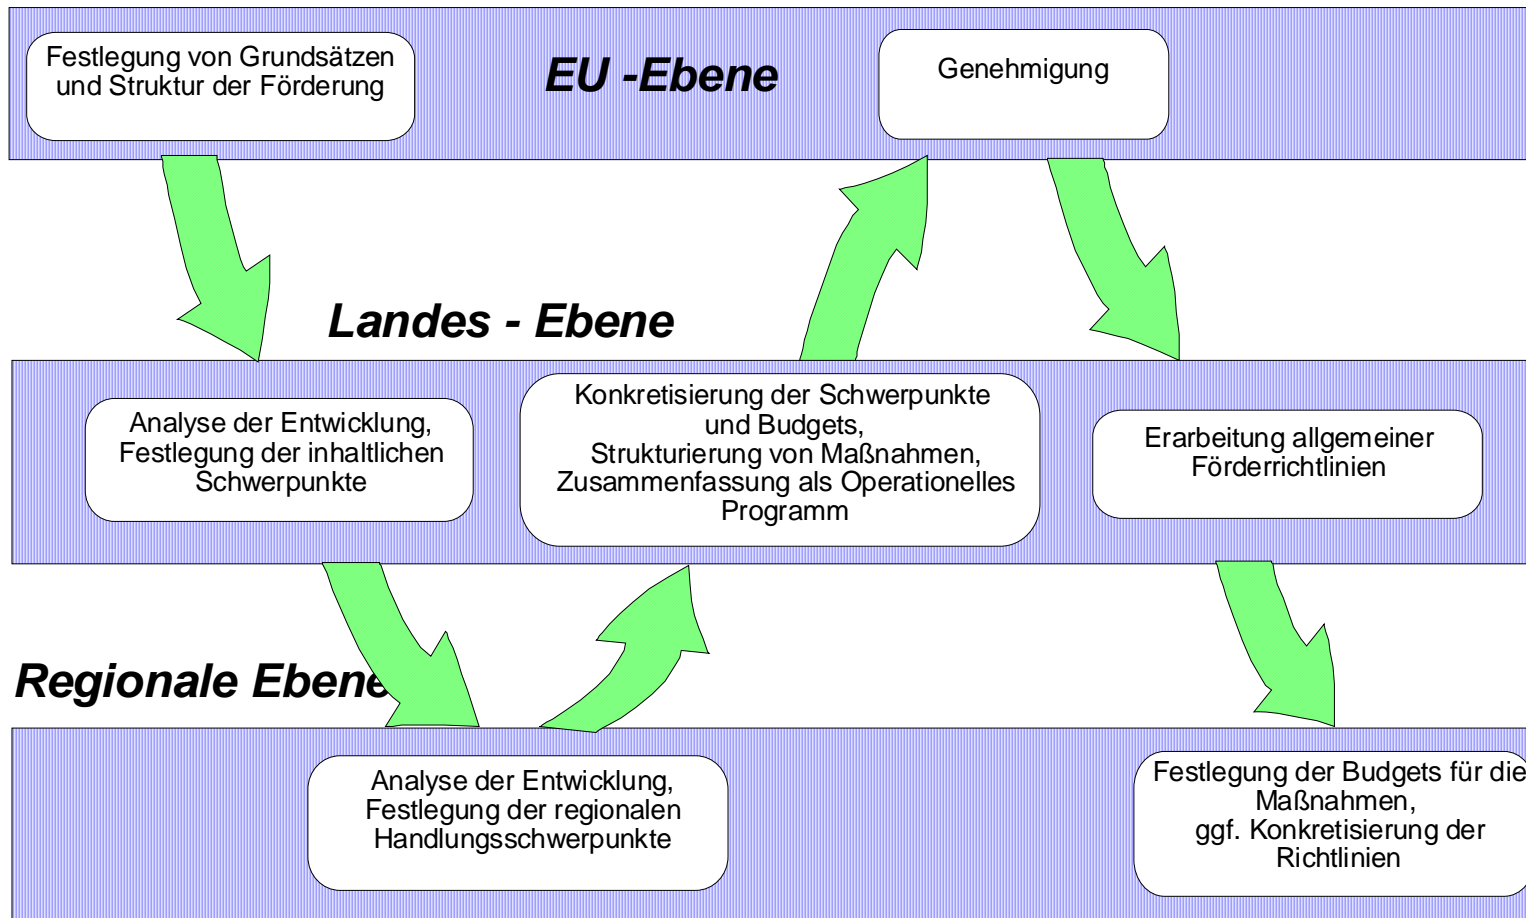 Festlegung von Grundsätzen
und Struktur der Förderung
EU -Ebene
Genehmigung
Landes - Ebene
Analyse der Entwicklung,
Festlegung der inhaltlichen
Schwerpunkte
Konkretisierung der Schwerpunkte
und Budgets,
Strukturierung von Maßnahmen,
Zusammenfassung als Operationelles
Programm
Erarbeitung allgemeiner
Förderrichtlinien
Regionale Ebene
Analyse der Entwicklung,
Festlegung der regionalen
Handlungsschwerpunkte
Festlegung der Budgets für die
Maßnahmen,
ggf. Konkretisierung der
Richtlinien